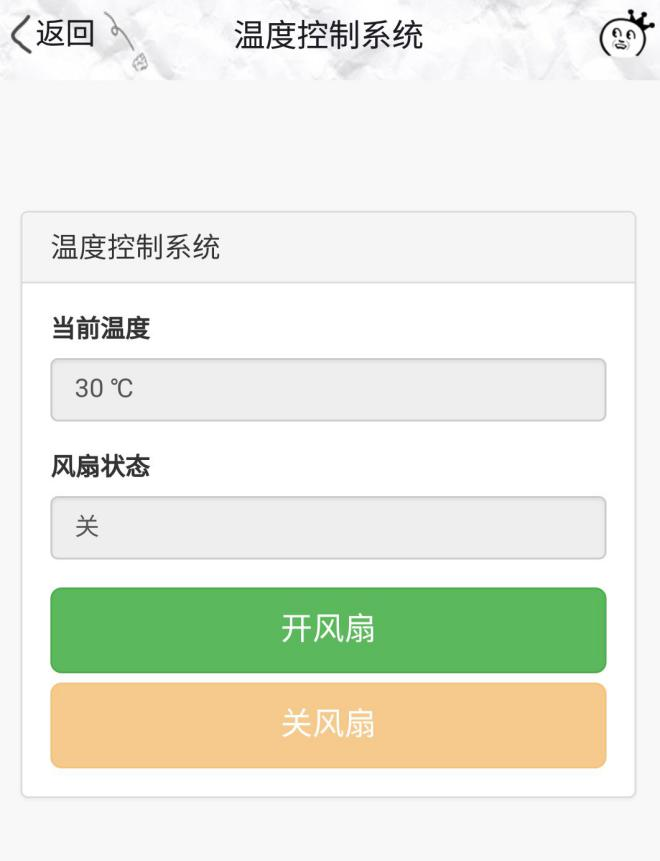 返回
温度控制系统
温度控制系统
当前温度
30 ℃
风扇状态
关
开风扇
关风扇